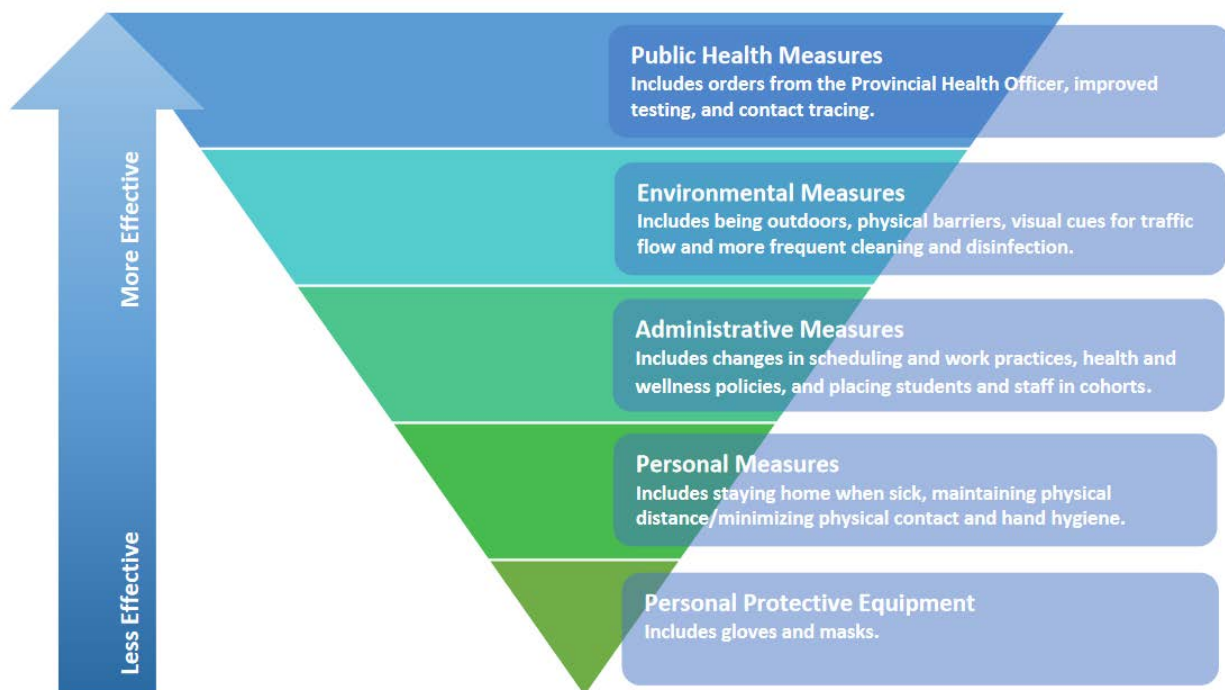 More Effective
Less Effective
Public Health Measures
Includes orders from the Provincial Health Officer, improved
testing, and contact tracing.
Environmental Measures
Includes being outdoors, physical barriers, visual cues for traffic
flow and more frequent cleaning and disinfection.
Administrative Measures
Includes changes in scheduling and work practices, health and
wellness policies, and placing students and staff in cohorts.
Personal Measures
Includes staying home when sick, maintaining physical
distance/minimizing physical contact and hand hygiene.
Personal Protective Equipment
Includes gloves and masks.